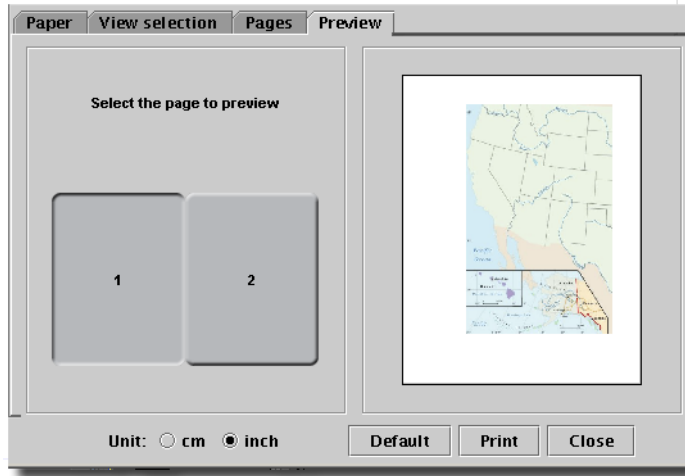 Paper View selection Pages Preview
Select the page to preview
1 2
Unit: cm inch Default Print Close